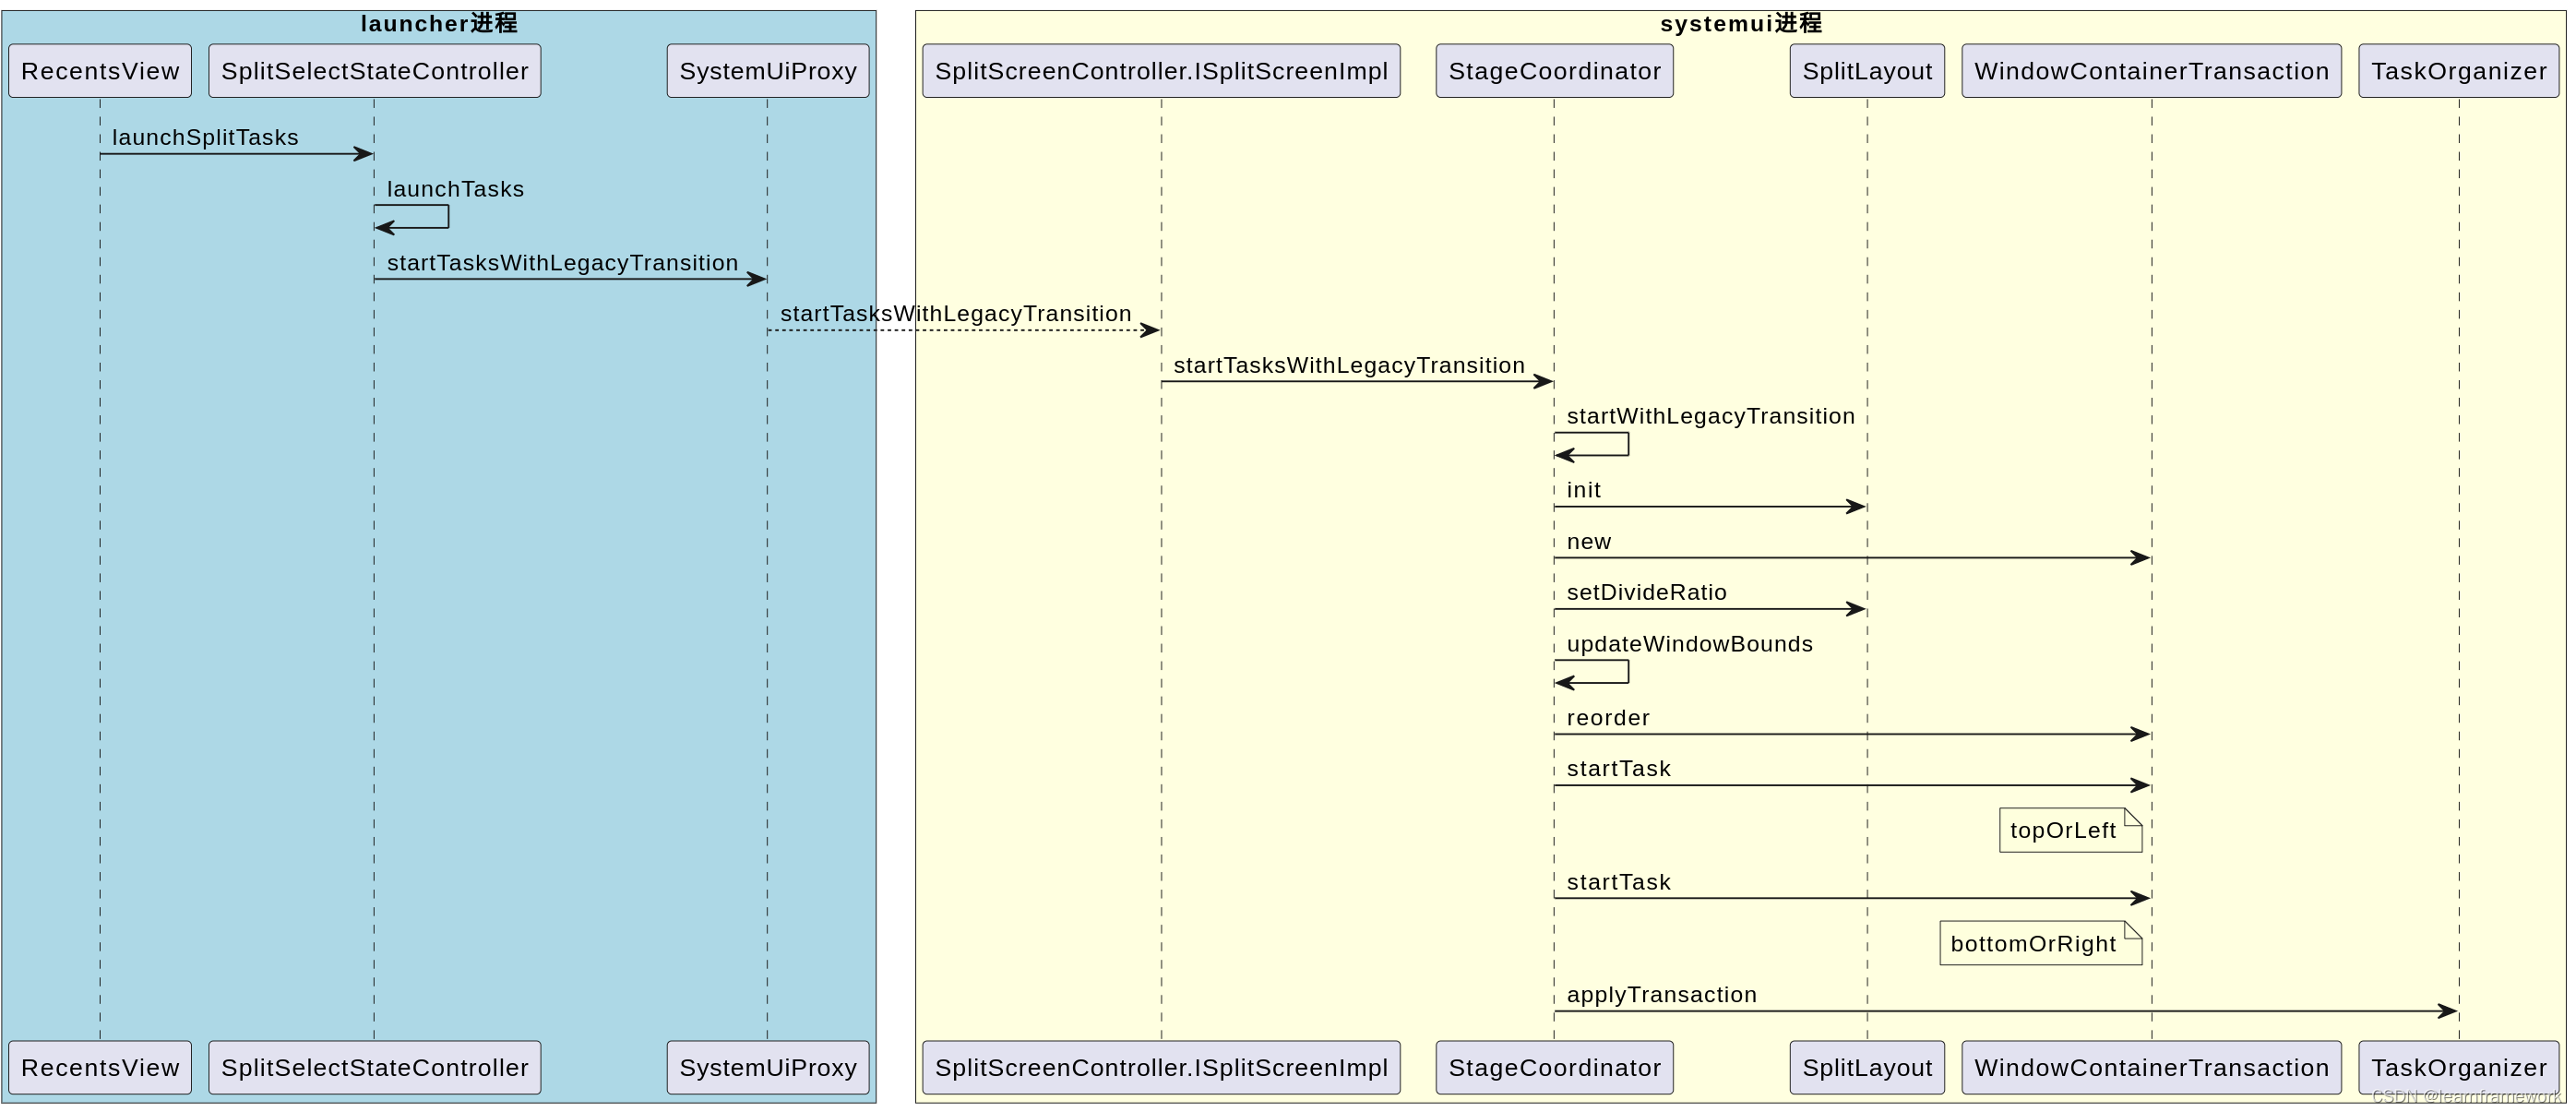 launcher进程
systemui进程
RecentsView
SplitSelectStateController
SystemUiProxy
SplitScreenController.ISplitScreenImpl
StageCoordinator
SplitLayout
WindowContainerTransaction
TaskOrganizer
launchSplitTasks
launchTasks
startTasksWithLegacyTransition
startTasksWithLegacyTransition
startTasksWithLegacyTransition
startWithLegacyTransition
init
new
setDivideRatio
updateWindowBounds
reorder
startTask
topOrLeft
startTask
bottomOrRight
applyTransaction
RecentsView
SplitSelectStateController
SystemUiProxy
SplitScreenController.ISplitScreenImpl
StageCoordinator
SplitLayout
WindowContainerTransaction
TaskOrganizer
CSDN @learnframework